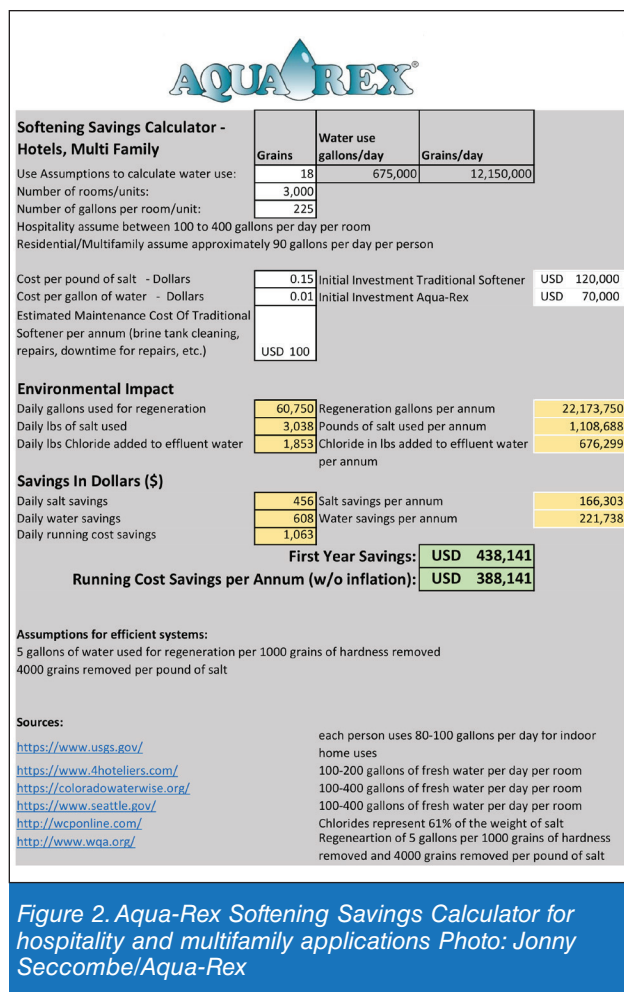 AQUA REX®
Softening Savings Calculator -
Hotels, Multi Family
Grains
Water use
gallons/day
Grains/day
Use Assumptions to calculate water use: 18 675,000 12,150,000
Number of rooms/units: 3,000
Number of gallons per room/unit: 225
Hospitality assume between 100 to 400 gallons per day per room
Residential/Multifamily assume approximately 90 gallons per day per person
Cost per pound of salt - Dollars 0.15 Initial Investment Traditional Softener USD 120,000
Cost per gallon of water - Dollars 0.01 Initial Investment Aqua-Rex USD 70,000
Estimated Maintenance Cost Of Traditional
Softener per annum (brine tank cleaning,
repairs, downtime for repairs, etc.) USD 100
Environmental Impact
Daily gallons used for regeneration 60,750 Regeneration gallons per annum 22,173,750
Daily lbs of salt used 3,038 Pounds of salt used per annum 1,108,688
Daily lbs Chloride added to effluent water 1,853 Chloride in lbs added to effluent water 676,299
per annum
Savings In Dollars ($)
Daily salt savings 456 Salt savings per annum 166,303
Daily water savings 608 Water savings per annum 221,738
Daily running cost savings 1,063
First Year Savings: USD 438,141
Running Cost Savings per Annum (w/o inflation): USD 388,141
Assumptions for efficient systems:
5 gallons of water used for regeneration per 1000 grains of hardness removed
4000 grains removed per pound of salt
Sources:
https://www.usgs.gov/ each person uses 80-100 gallons per day for indoor
home uses
https://www.4hoteliers.com/ 100-200 gallons of fresh water per day per room
https://coloradowaterwise.org/ 100-400 gallons of fresh water per day per room
https://www.seattle.gov/ 100-400 gallons of fresh water per day per room
http://wcponline.com/ Chlorides represent 61% of the weight of salt
http://www.wqa.org/ Regeneartion of 5 gallons per 1000 grains of hardness
removed and 4000 grains removed per pound of salt
Figure 2. Aqua-Rex Softening Savings Calculator for
hospitality and multifamily applications Photo: Jonny
Seccombe/Aqua-Rex